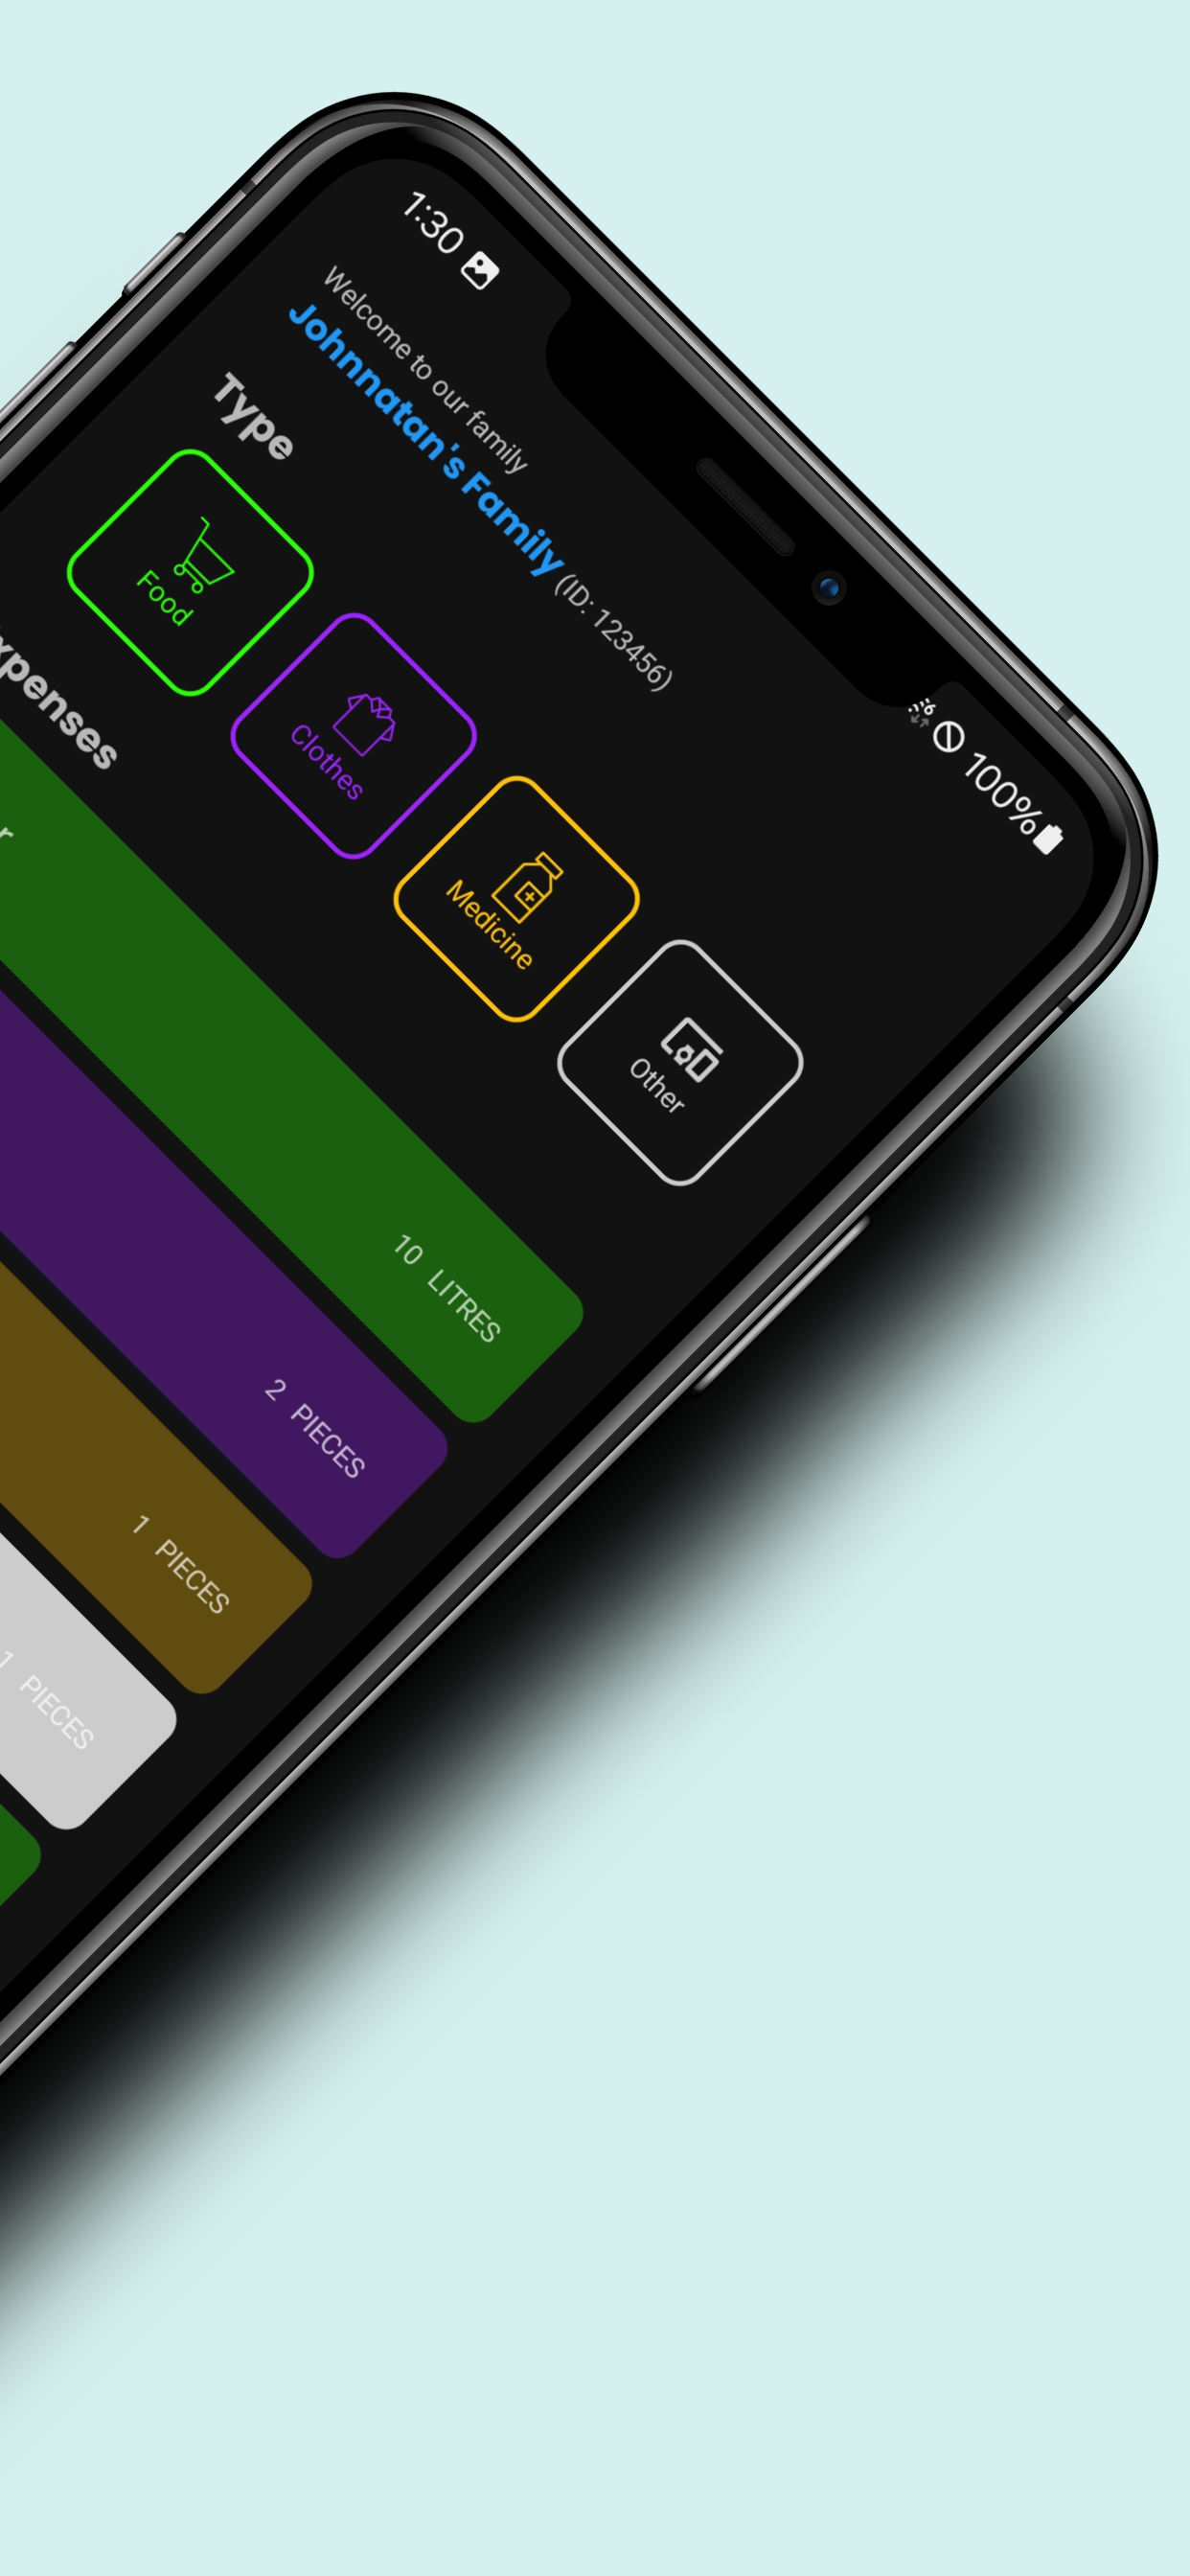 1:30
100%
Welcome to our family
Johnnatan's Family (ID: 123456)
Type
Food
Clothes
Medicine
Other
10 LITRES
2 PIECES
1 PIECES
1 PIECES